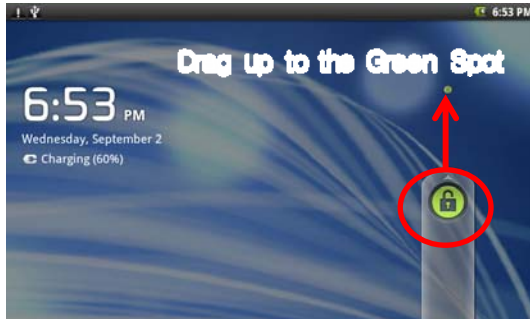 6:53 PM
Drag up to the Green Spot
6:53 PM
Wednesday, September 2
Charging (60%)